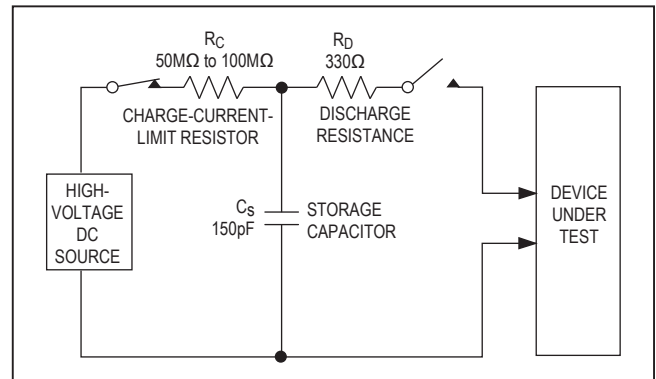 R_C
50MΩ to 100MΩ
CHARGE-CURRENT-
LIMIT RESISTOR
R_D
330Ω
DISCHARGE
RESISTANCE
HIGH-
VOLTAGE
DC
SOURCE
C_S
150pF
STORAGE
CAPACITOR
DEVICE
UNDER
TEST